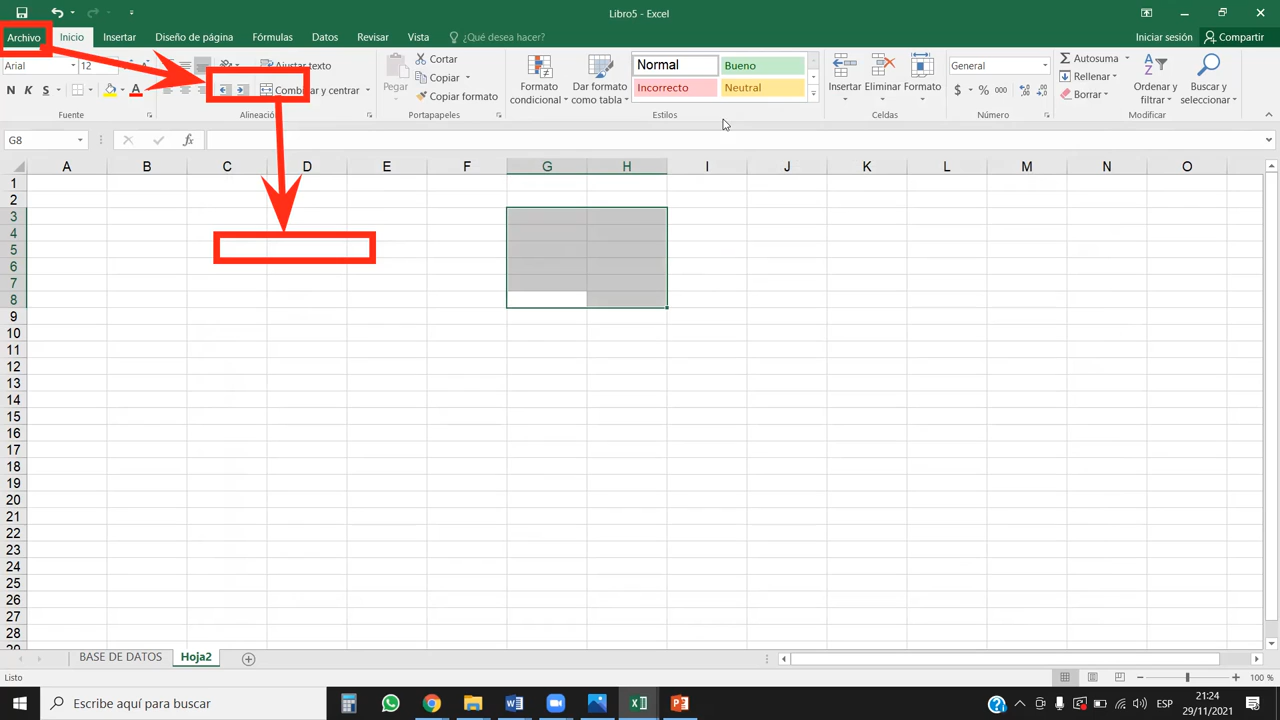 Libro5 - Excel
Archivo Inicio Insertar Diseño de página Fórmulas Datos Revisar Vista ¿Qué desea hacer? Iniciar sesión Compartir
Arial 12 Ajustar texto
N K S Combinar y centrar
Fuente Alineación
Pegar Cortar
Copiar
Copiar formato
Portapapeles
Formato condicional
Dar formato como tabla
Normal Bueno
Incorrecto Neutral
Estilos
Insertar Eliminar Formato
Celdas
General
$ %
Número
Autosuma
Rellenar
Borrar
Ordenar y filtrar
Buscar y seleccionar
Modificar
G8 fx
A B C D E F G H I J K L M N O
1
2
3
4
5
6
7
8
9
10
11
12
13
14
15
16
17
18
19
20
21
22
23
24
25
26
27
28
BASE DE DATOS Hoja2
Listo 100 %
Escribe aquí para buscar ESP 21:24
29/11/2021